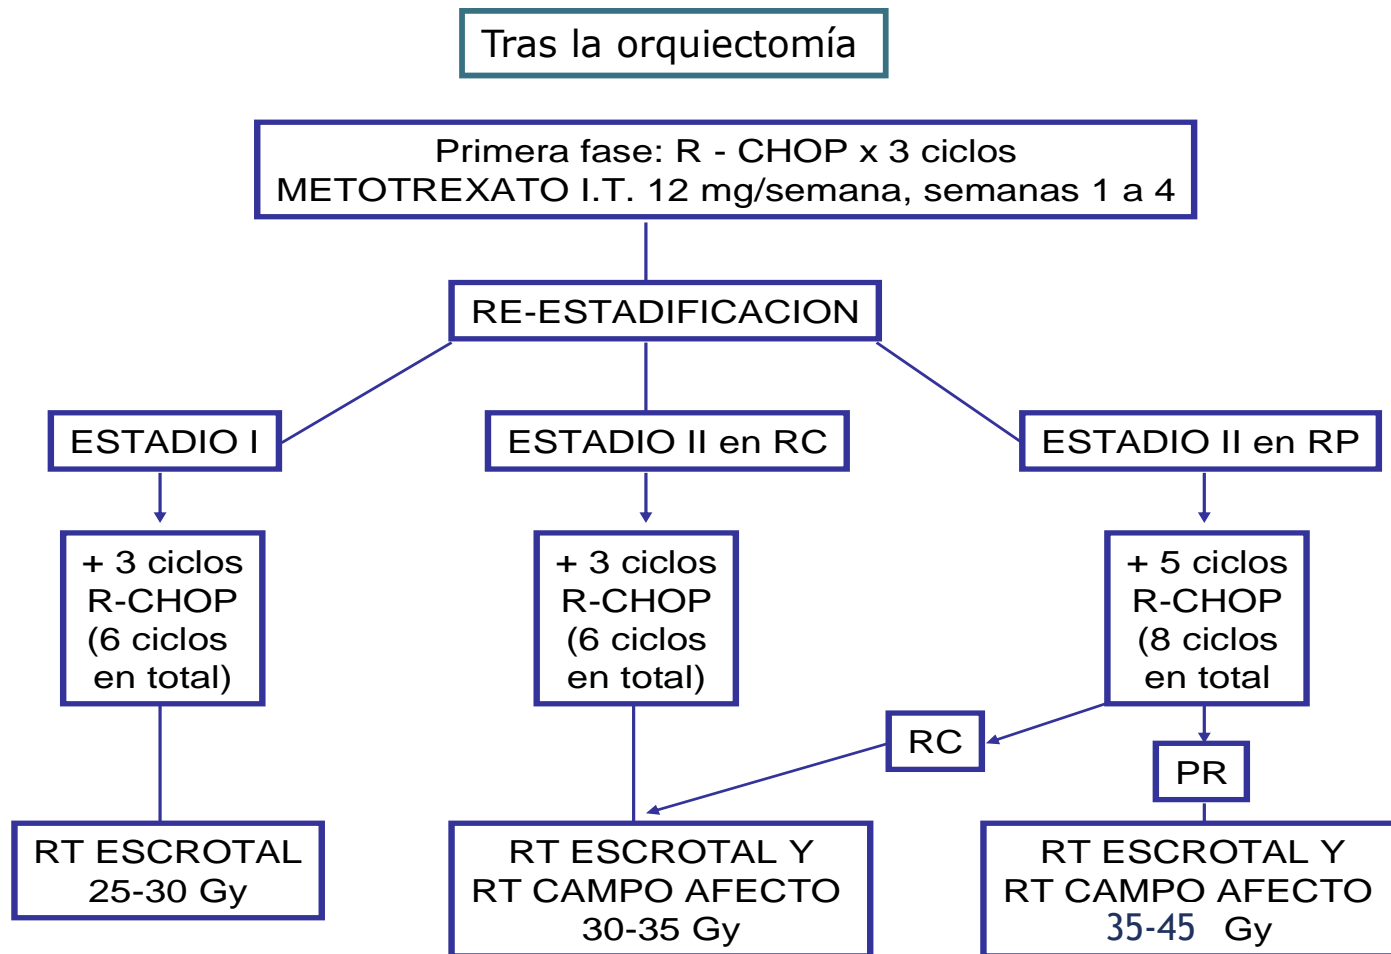 Tras la orquiectomía
Primera fase: R - CHOP x 3 ciclos
METOTREXATO I.T. 12 mg/semana, semanas 1 a 4
RE-ESTADIFICACION
ESTADIO I
ESTADIO II en RC
ESTADIO II en RP
+ 3 ciclos
R-CHOP
(6 ciclos
en total)
+ 3 ciclos
R-CHOP
(6 ciclos
en total)
+ 5 ciclos
R-CHOP
(8 ciclos
en total
RC
PR
RT ESCROTAL
25-30 Gy
RT ESCROTAL Y
RT CAMPO AFECTO
30-35 Gy
RT ESCROTAL Y
RT CAMPO AFECTO
35-45 Gy